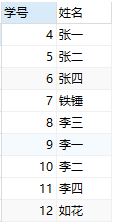 学号 姓名
4 张一
5 张二
6 张四
7 铁锤
8 李三
9 李一
10 李二
11 李四
12 如花